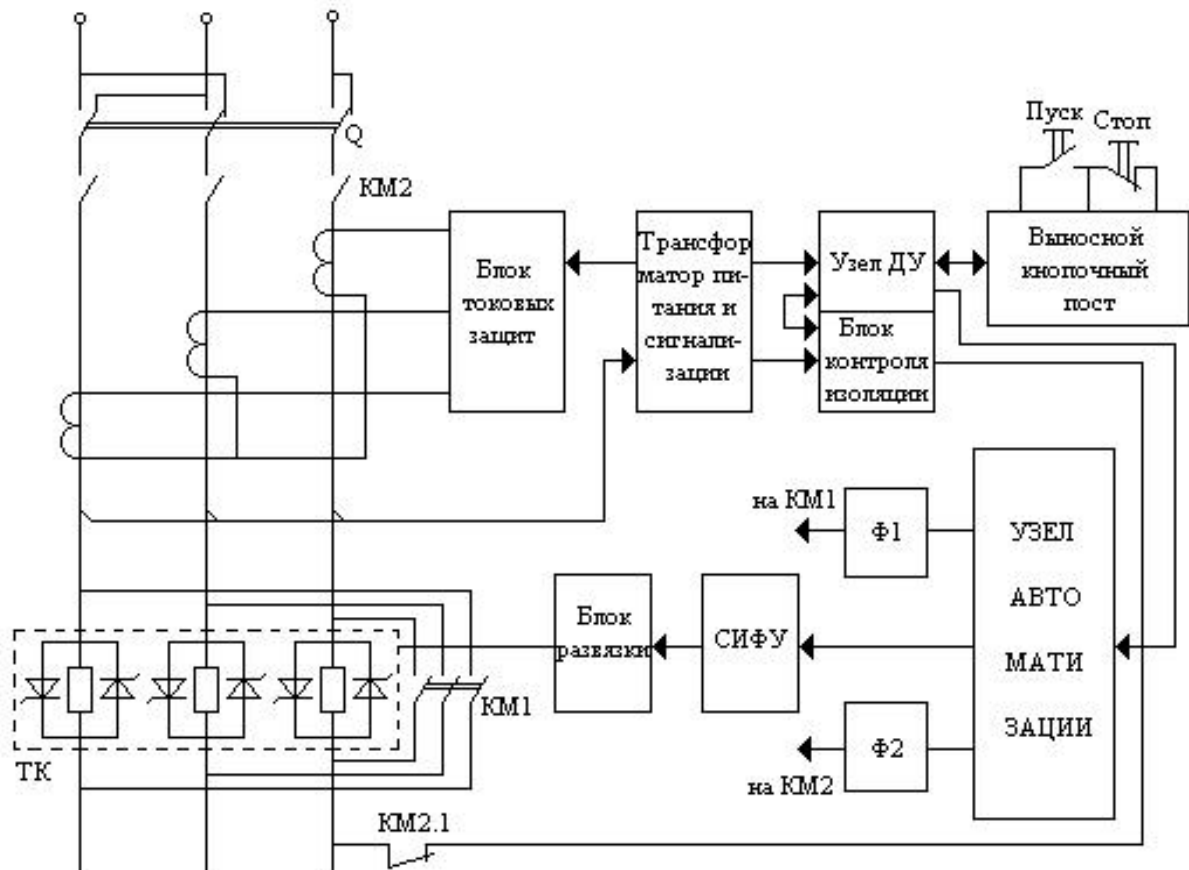 Q
КМ2
Пуск
Стоп
Блок
токовых
защит
Трансфор
матор пи-
тания и
сигнали-
зации
Узел ДУ
Блок
контроля
изоляции
Выносной
кнопочный
пост
на КМ1
Ф1
УЗЕЛ
АВТО
МАТИ
ЗАЦИИ
Блок
развязки
СИФУ
КМ1
Ф2
на КМ2
ТК
КМ2.1